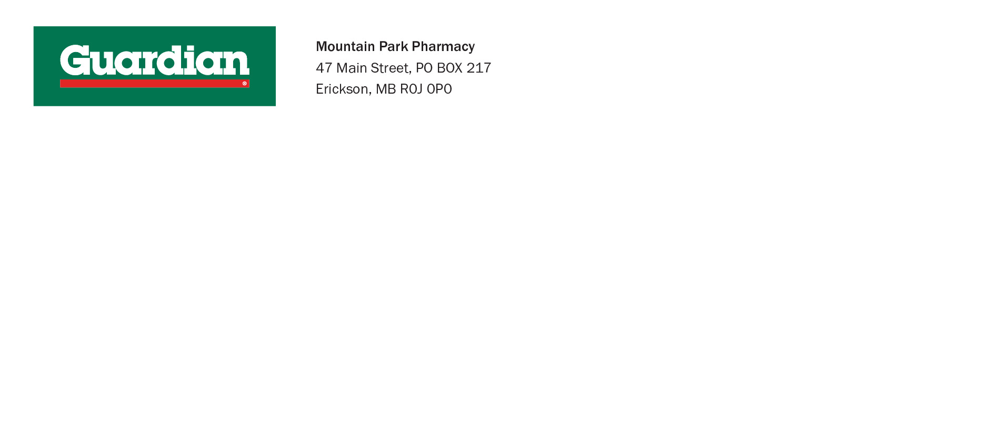 Guardian
®
Mountain Park Pharmacy
47 Main Street, PO BOX 217
Erickson, MB R0J 0P0